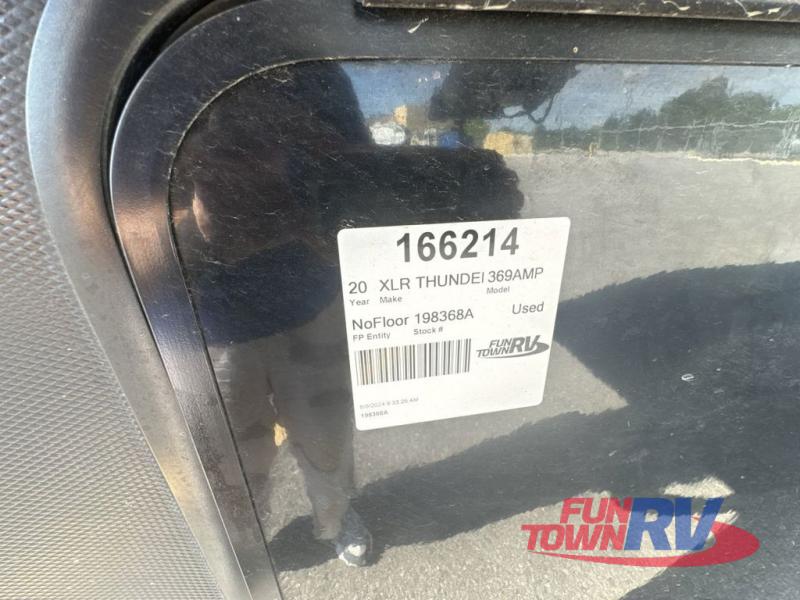 166214
20 XLR THUNDEI 369AMP
Year Make Model
NoFloor 198368A Used
FP Entity Stock #
FUN
TOWN RV
198368A
FUN
TOWN RV